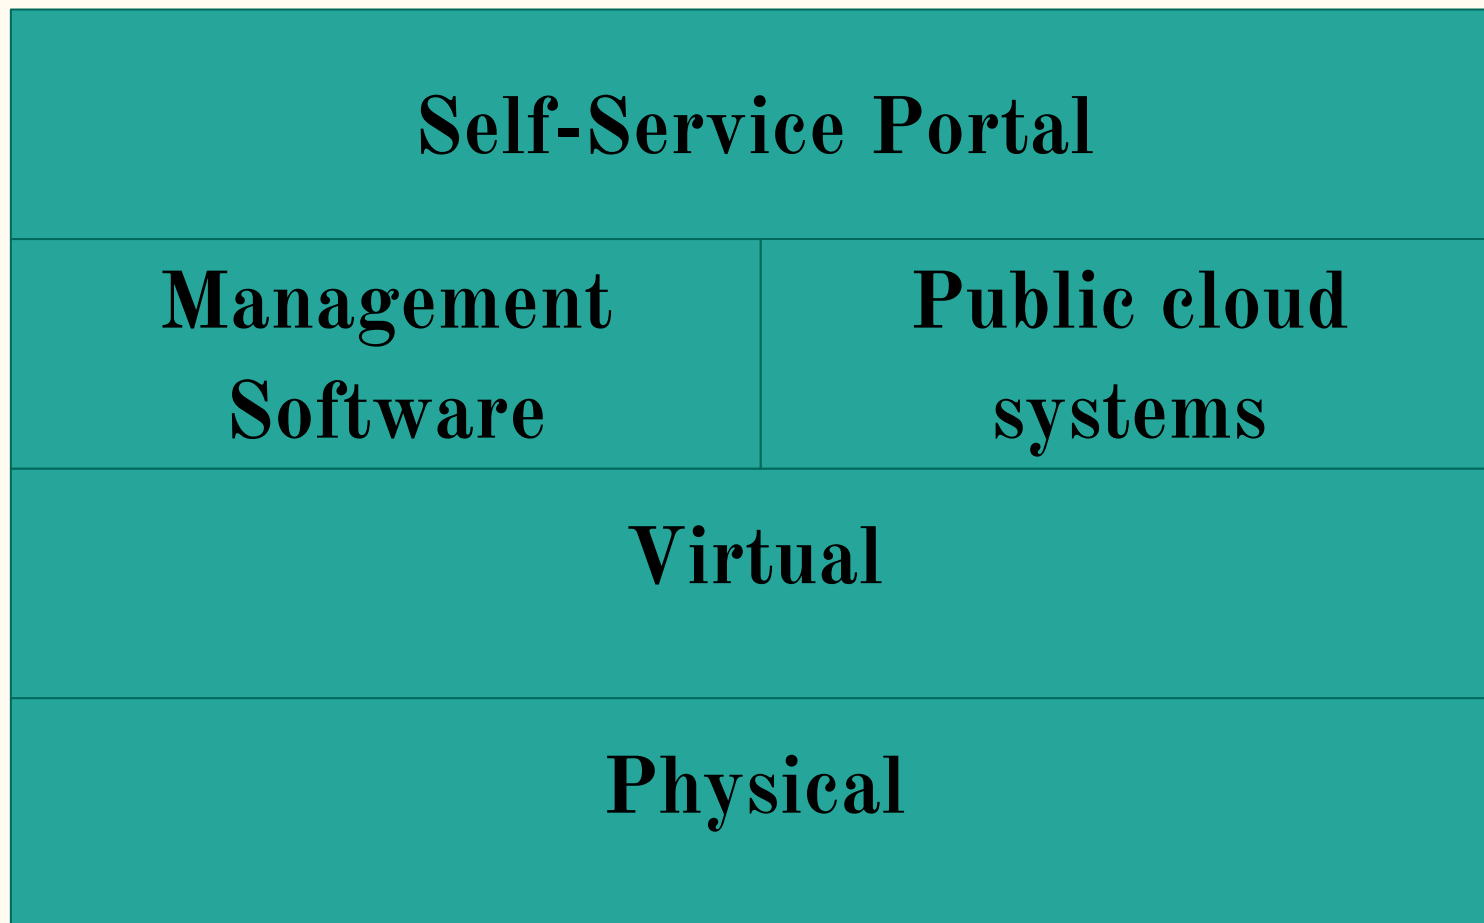 Self-Service Portal
Management
Software
Public cloud
systems
Virtual
Physical